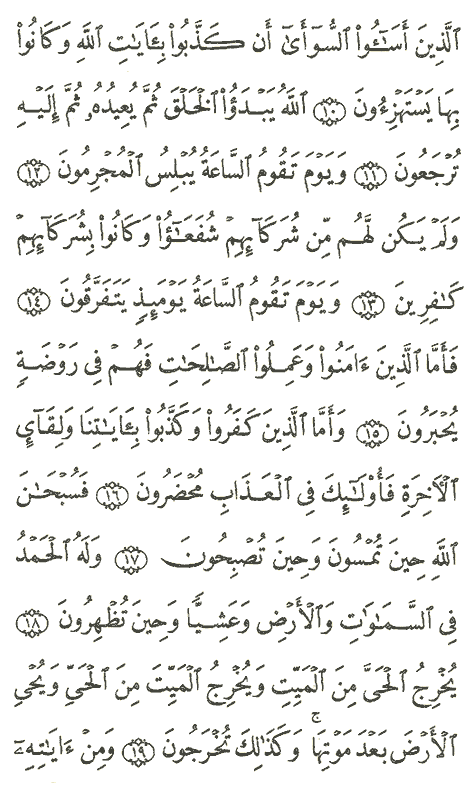 ٱلَّذِينَ أَسَٰٓـُٔوا۟ ٱلسُّوٓأَىٰٓ أَن كَذَّبُوا۟ بِـَٔايَٰتِ ٱللَّهِ وَكَانُوا۟
بِهَا يَسْتَهْزِءُونَ ١٠ ٱللَّهُ يَبْدَؤُا۟ ٱلْخَلْقَ ثُمَّ يُعِيدُهُۥ ثُمَّ إِلَيْهِ
تُرْجَعُونَ ١١ وَيَوْمَ تَقُومُ ٱلسَّاعَةُ يُبْلِسُ ٱلْمُجْرِمُونَ ١٢
وَلَمْ يَكُن لَّهُم مِّن شُرَكَآئِهِمْ شُفَعَٰٓؤُا۟ وَكَانُوا۟ بِشُرَكَآئِهِمْ
كَٰفِرِينَ ١٣ وَيَوْمَ تَقُومُ ٱلسَّاعَةُ يَوْمَئِذٍ يَتَفَرَّقُونَ ١٤
فَأَمَّا ٱلَّذِينَ ءَامَنُوا۟ وَعَمِلُوا۟ ٱلصَّٰلِحَٰتِ فَهُمْ فِى رَوْضَةٍ
يُحْبَرُونَ ١٥ وَأَمَّا ٱلَّذِينَ كَفَرُوا۟ وَكَذَّبُوا۟ بِـَٔايَٰتِنَا وَلِقَآئِ
ٱلْءَاخِرَةِ فَأُو۟لَٰٓئِكَ فِى ٱلْعَذَابِ مُحْضَرُونَ ١٦ فَسُبْحَٰنَ
ٱللَّهِ حِينَ تُمْسُونَ وَحِينَ تُصْبِحُونَ ١٧ وَلَهُ ٱلْحَمْدُ
فِى ٱلسَّمَٰوَٰتِ وَٱلْأَرْضِ وَعَشِيًّا وَحِينَ تُظْهِرُونَ ١٨
يُخْرِجُ ٱلْحَىَّ مِنَ ٱلْمَيِّتِ وَيُخْرِجُ ٱلْمَيِّتَ مِنَ ٱلْحَىِّ وَيُحْىِ
ٱلْأَرْضَ بَعْدَ مَوْتِهَا ۚ وَكَذَٰلِكَ تُخْرَجُونَ ١٩ وَمِنْ ءَايَٰتِهِۦٓ